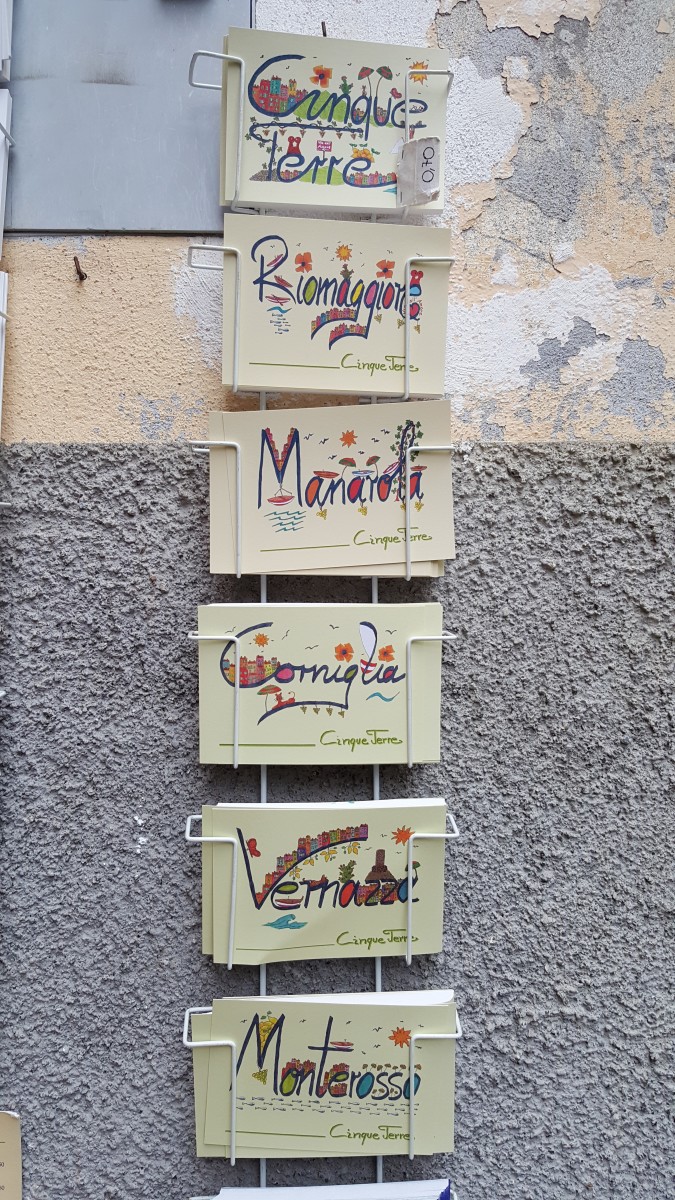 Cinque
Terre
0,70
Riomaggiore
Cinque Terre
Manarola
Cinque Terre
Corniglia
Cinque Terre
Vernazza
Cinque Terre
Monterosso
Cinque Terre